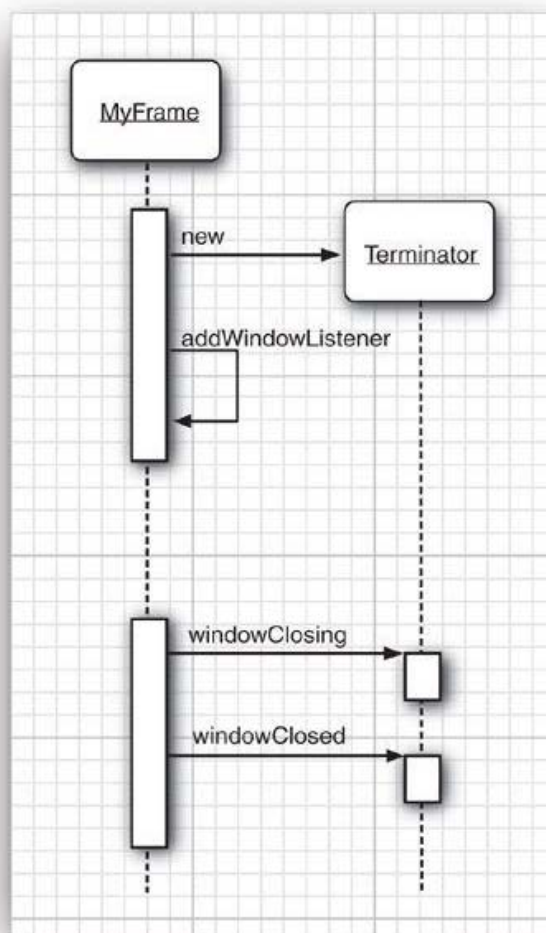 MyFrame
new
Terminator
addWindowListener
windowClosing
windowClosed